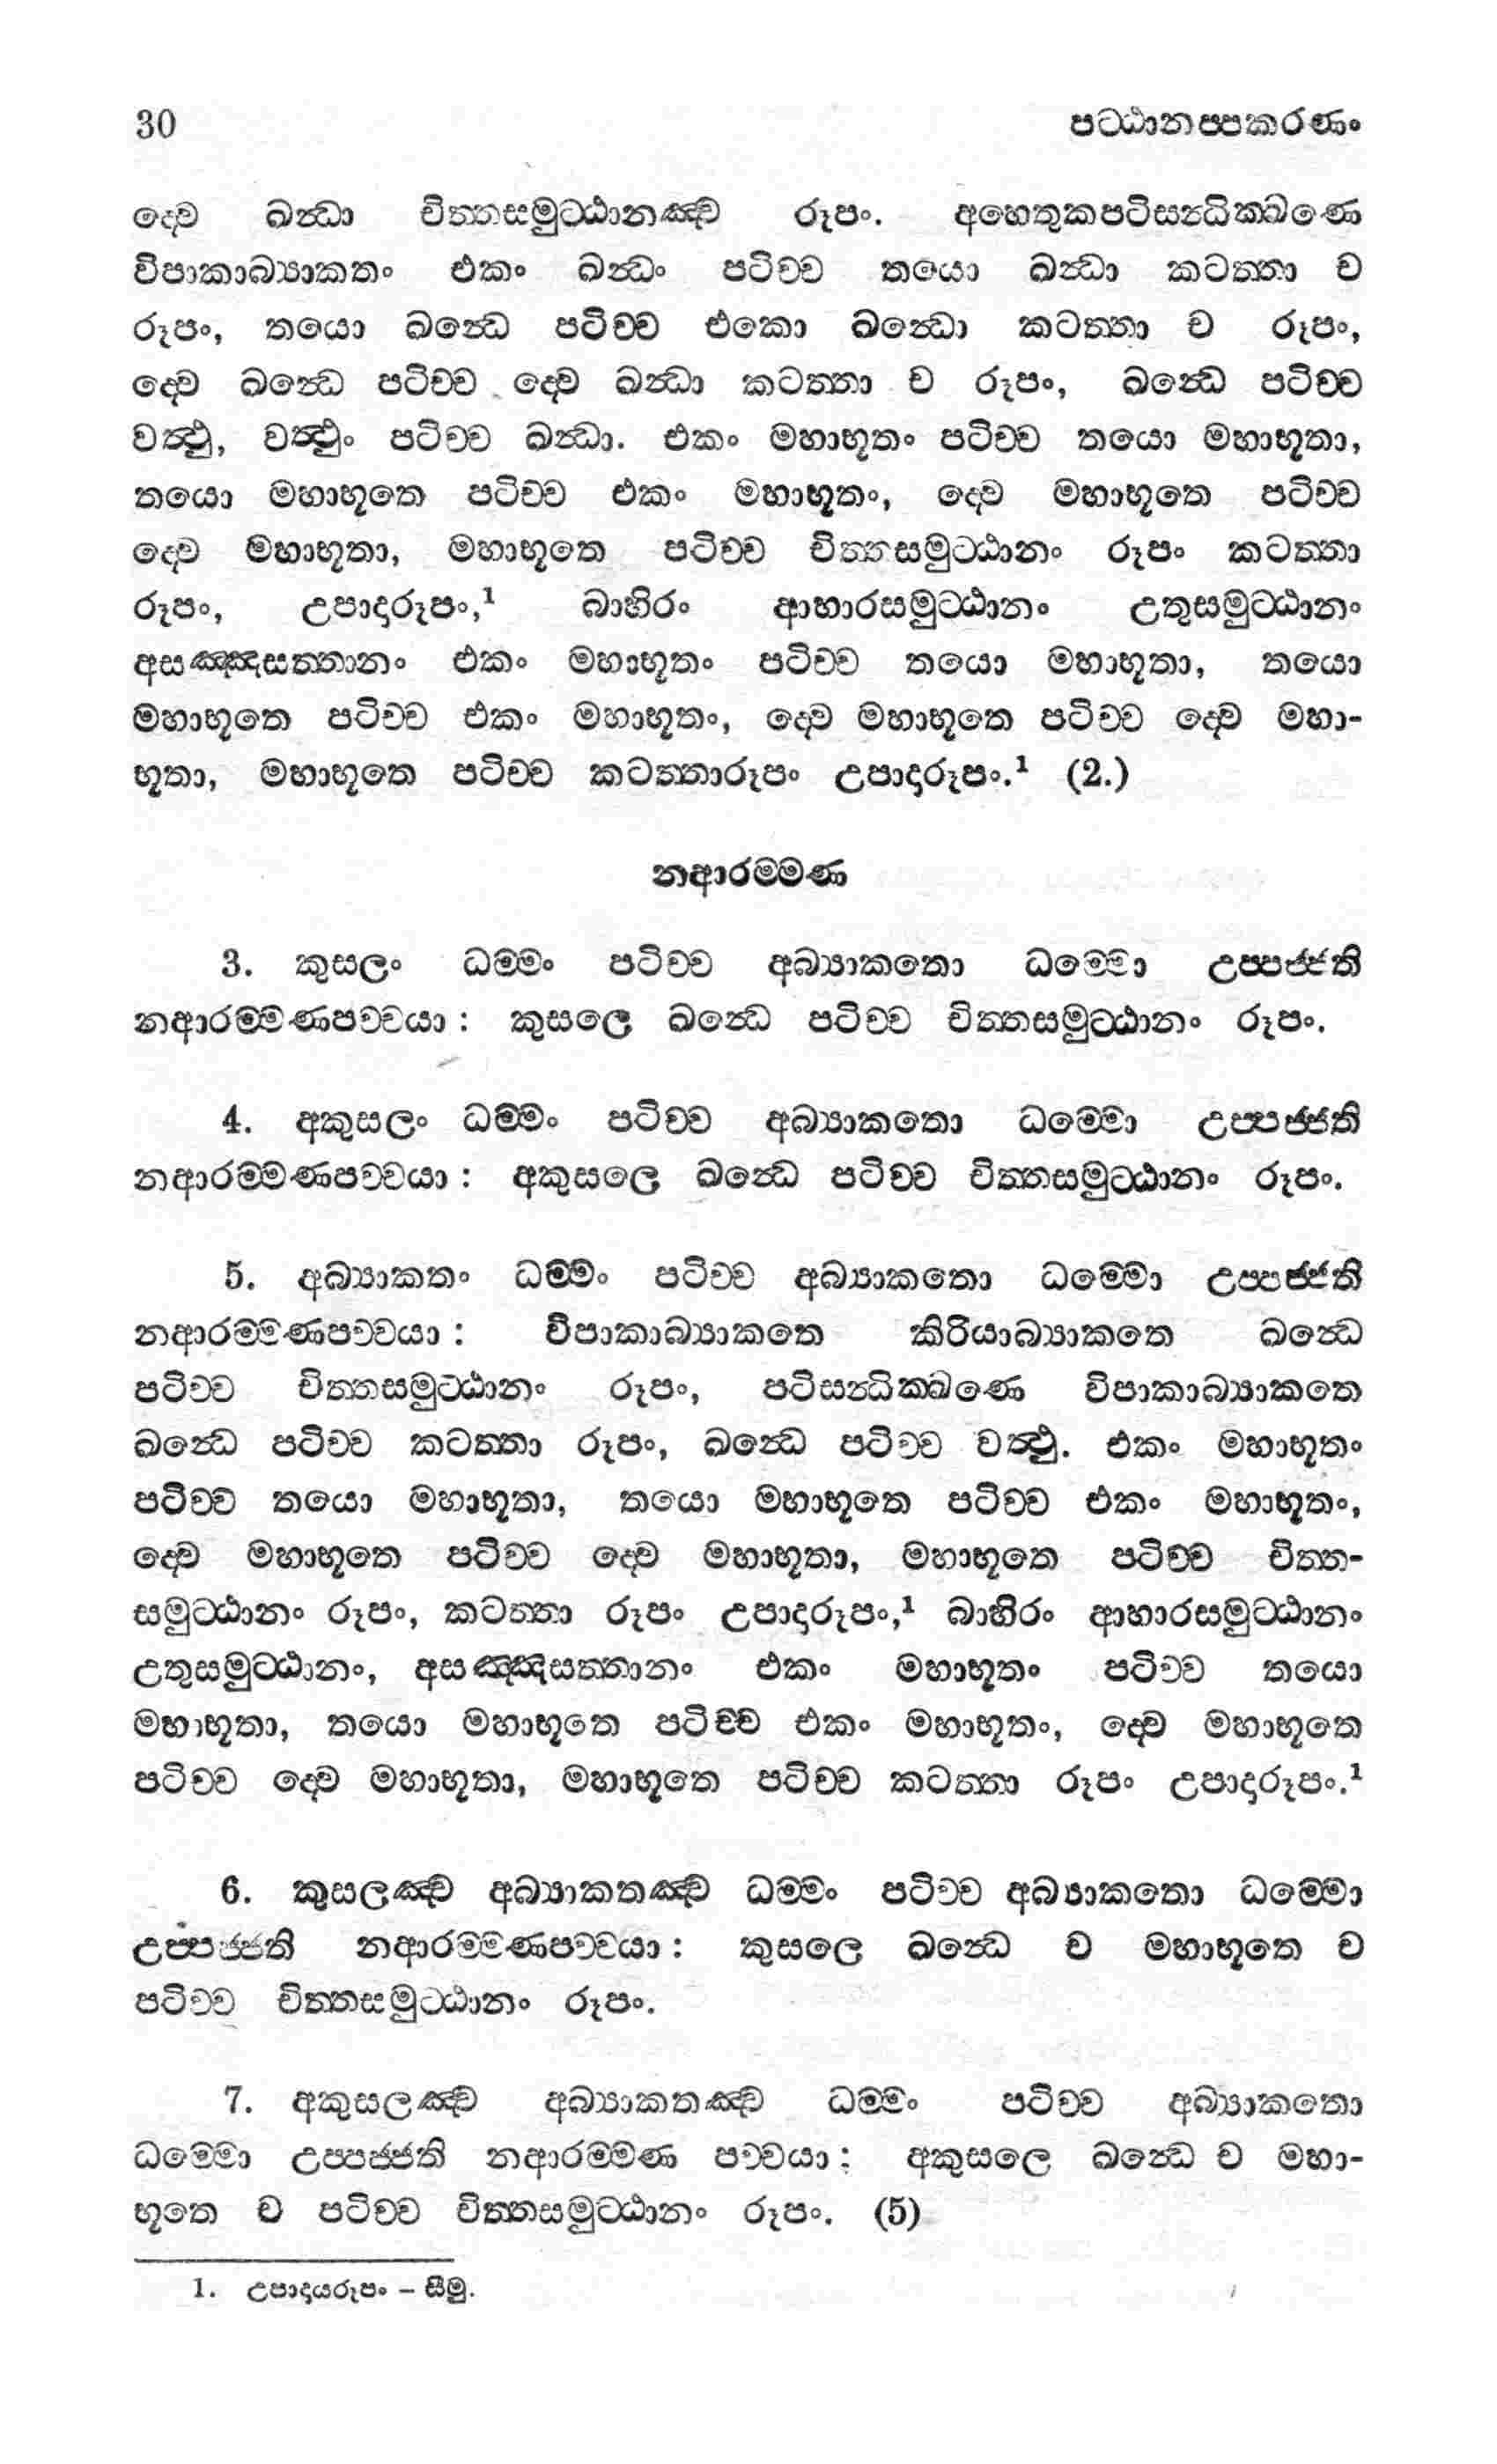 30 පට්ඨානප්පකරණං
ද්වෙ ඛන්ධා චිත්තසමුට්ඨානඤ්ච රූපං. අහෙතුකපටිසන්ධික්ඛණෙ
විපාකාබ්‍යාකතං එකං ඛන්ධං පටිච්ච තයො ඛන්ධා කටත්තා ච
රූපං, තයො ඛන්ධෙ පටිච්ච එකො ඛන්ධො කටත්තා ච රූපං,
ද්වෙ ඛන්ධෙ පටිච්ච ද්වෙ ඛන්ධා කටත්තා ච රූපං, ඛන්ධෙ පටිච්ච
වත්ථු, වත්ථුං පටිච්ච ඛන්ධා. එකං මහාභූතං පටිච්ච තයො මහාභූතා,
තයො මහාභූතෙ පටිච්ච එකං මහාභූතං, ද්වෙ මහාභූතෙ පටිච්ච
ද්වෙ මහාභූතා, මහාභූතෙ පටිච්ච චිත්තසමුට්ඨානං රූපං කටත්තා
රූපං, උපාදාරූපං,¹ බාහිරං ආහාරසමුට්ඨානං උතුසමුට්ඨානං
අසඤ්ඤසත්තානං එකං මහාභූතං පටිච්ච තයො මහාභූතා, තයො
මහාභූතෙ පටිච්ච එකං මහාභූතං, ද්වෙ මහාභූතෙ පටිච්ච ද්වෙ මහා-
භූතා, මහාභූතෙ පටිච්ච කටත්තාරූපං උපාදාරූපං.¹ (2.)
නආරම්මණ
3. කුසලං ධම්මං පටිච්ච අබ්‍යාකතො ධම්මො උප්පජ්ජති
නආරම්මණපච්චයා : කුසලෙ ඛන්ධෙ පටිච්ච චිත්තසමුට්ඨානං රූපං.
4. අකුසලං ධම්මං පටිච්ච අබ්‍යාකතො ධම්මො උප්පජ්ජති
නආරම්මණපච්චයා : අකුසලෙ ඛන්ධෙ පටිච්ච චිත්තසමුට්ඨානං රූපං.
5. අබ්‍යාකතං ධම්මං පටිච්ච අබ්‍යාකතො ධම්මො උප්පජ්ජති
නආරම්මණපච්චයා : විපාකාබ්‍යාකතෙ කිරියාබ්‍යාකතෙ ඛන්ධෙ
පටිච්ච චිත්තසමුට්ඨානං රූපං, පටිසන්ධික්ඛණෙ විපාකාබ්‍යාකතෙ
ඛන්ධෙ පටිච්ච කටත්තා රූපං, ඛන්ධෙ පටිච්ච වත්ථු. එකං මහාභූතං
පටිච්ච තයො මහාභූතා, තයො මහාභූතෙ පටිච්ච එකං මහාභූතං,
ද්වෙ මහාභූතෙ පටිච්ච ද්වෙ මහාභූතා, මහාභූතෙ පටිච්ච චිත්ත-
සමුට්ඨානං රූපං, කටත්තා රූපං උපාදාරූපං,¹ බාහිරං ආහාරසමුට්ඨානං
උතුසමුට්ඨානං, අසඤ්ඤසත්තානං එකං මහාභූතං පටිච්ච තයො
මහාභූතා, තයො මහාභූතෙ පටිච්ච එකං මහාභූතං, ද්වෙ මහාභූතෙ
පටිච්ච ද්වෙ මහාභූතා, මහාභූතෙ පටිච්ච කටත්තා රූපං උපාදාරූපං.¹
6. කුසලඤ්ච අබ්‍යාකතඤ්ච ධම්මං පටිච්ච අබ්‍යාකතො ධම්මො
උප්පජ්ජති නආරම්මණපච්චයා : කුසලෙ ඛන්ධෙ ච මහාභූතෙ ච
පටිච්ච චිත්තසමුට්ඨානං රූපං.
7. අකුසලඤ්ච අබ්‍යාකතඤ්ච ධම්මං පටිච්ච අබ්‍යාකතො
ධම්මො උප්පජ්ජති නආරම්මණ පච්චයා : අකුසලෙ ඛන්ධෙ ච මහා-
භූතෙ ච පටිච්ච චිත්තසමුට්ඨානං රූපං. (5)
1. උපාදායරූපං – සීමු.